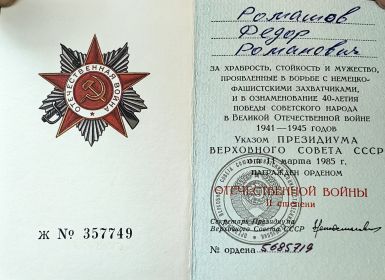 ОТЕЧЕСТВЕННАЯ ВОЙНА
Ж № 357749
Ромашов
Федор
Романович
ЗА ХРАБРОСТЬ, СТОЙКОСТЬ И МУЖЕСТВО,
ПРОЯВЛЕННЫЕ В БОРЬБЕ С НЕМЕЦКО-
ФАШИСТСКИМИ ЗАХВАТЧИКАМИ,
И В ОЗНАМЕНОВАНИЕ 40-ЛЕТИЯ
ПОБЕДЫ СОВЕТСКОГО НАРОДА
В ВЕЛИКОЙ ОТЕЧЕСТВЕННОЙ ВОЙНЕ
1941—1945 ГОДОВ
УКАЗОМ ПРЕЗИДИУМА
ВЕРХОВНОГО СОВЕТА СССР
от 11 марта 1985 г.
НАГРАЖДЕН ОРДЕНОМ
ОТЕЧЕСТВЕННОЙ ВОЙНЫ
II степени
Секретарь Президиума
Верховного Совета СССР
№ ордена 5085719